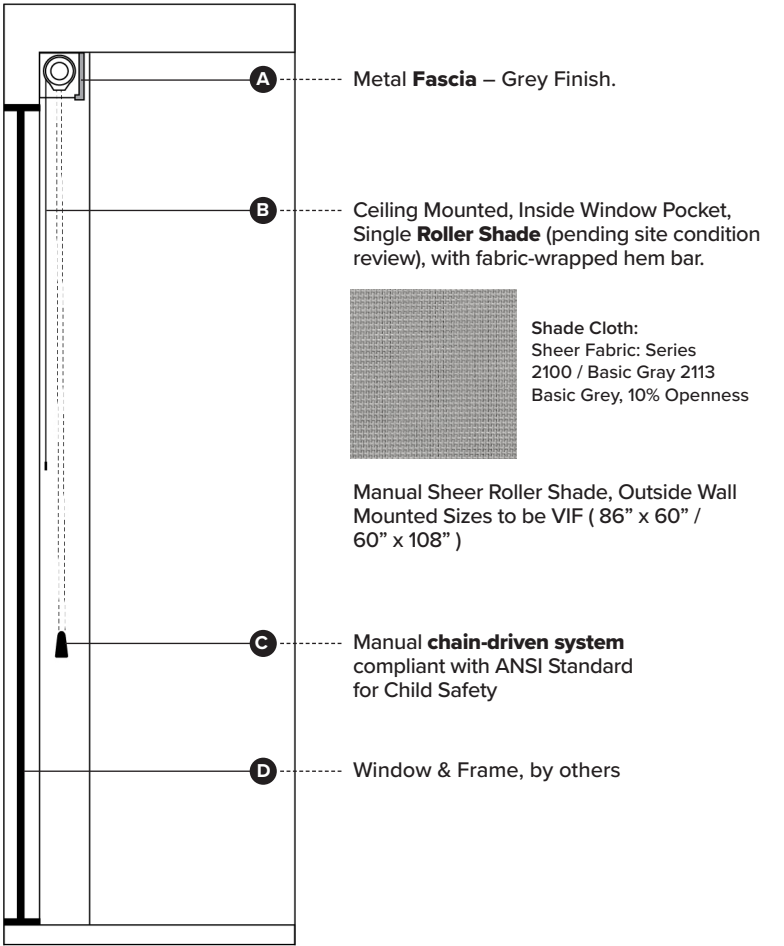 A
Metal Fascia – Grey Finish.
B
Ceiling Mounted, Inside Window Pocket,
Single Roller Shade (pending site condition
review), with fabric-wrapped hem bar.
Shade Cloth:
Sheer Fabric: Series
2100 / Basic Gray 2113
Basic Grey, 10% Openness
Manual Sheer Roller Shade, Outside Wall
Mounted Sizes to be VIF ( 86” x 60” /
60” x 108” )
C
Manual chain-driven system
compliant with ANSI Standard
for Child Safety
D
Window & Frame, by others